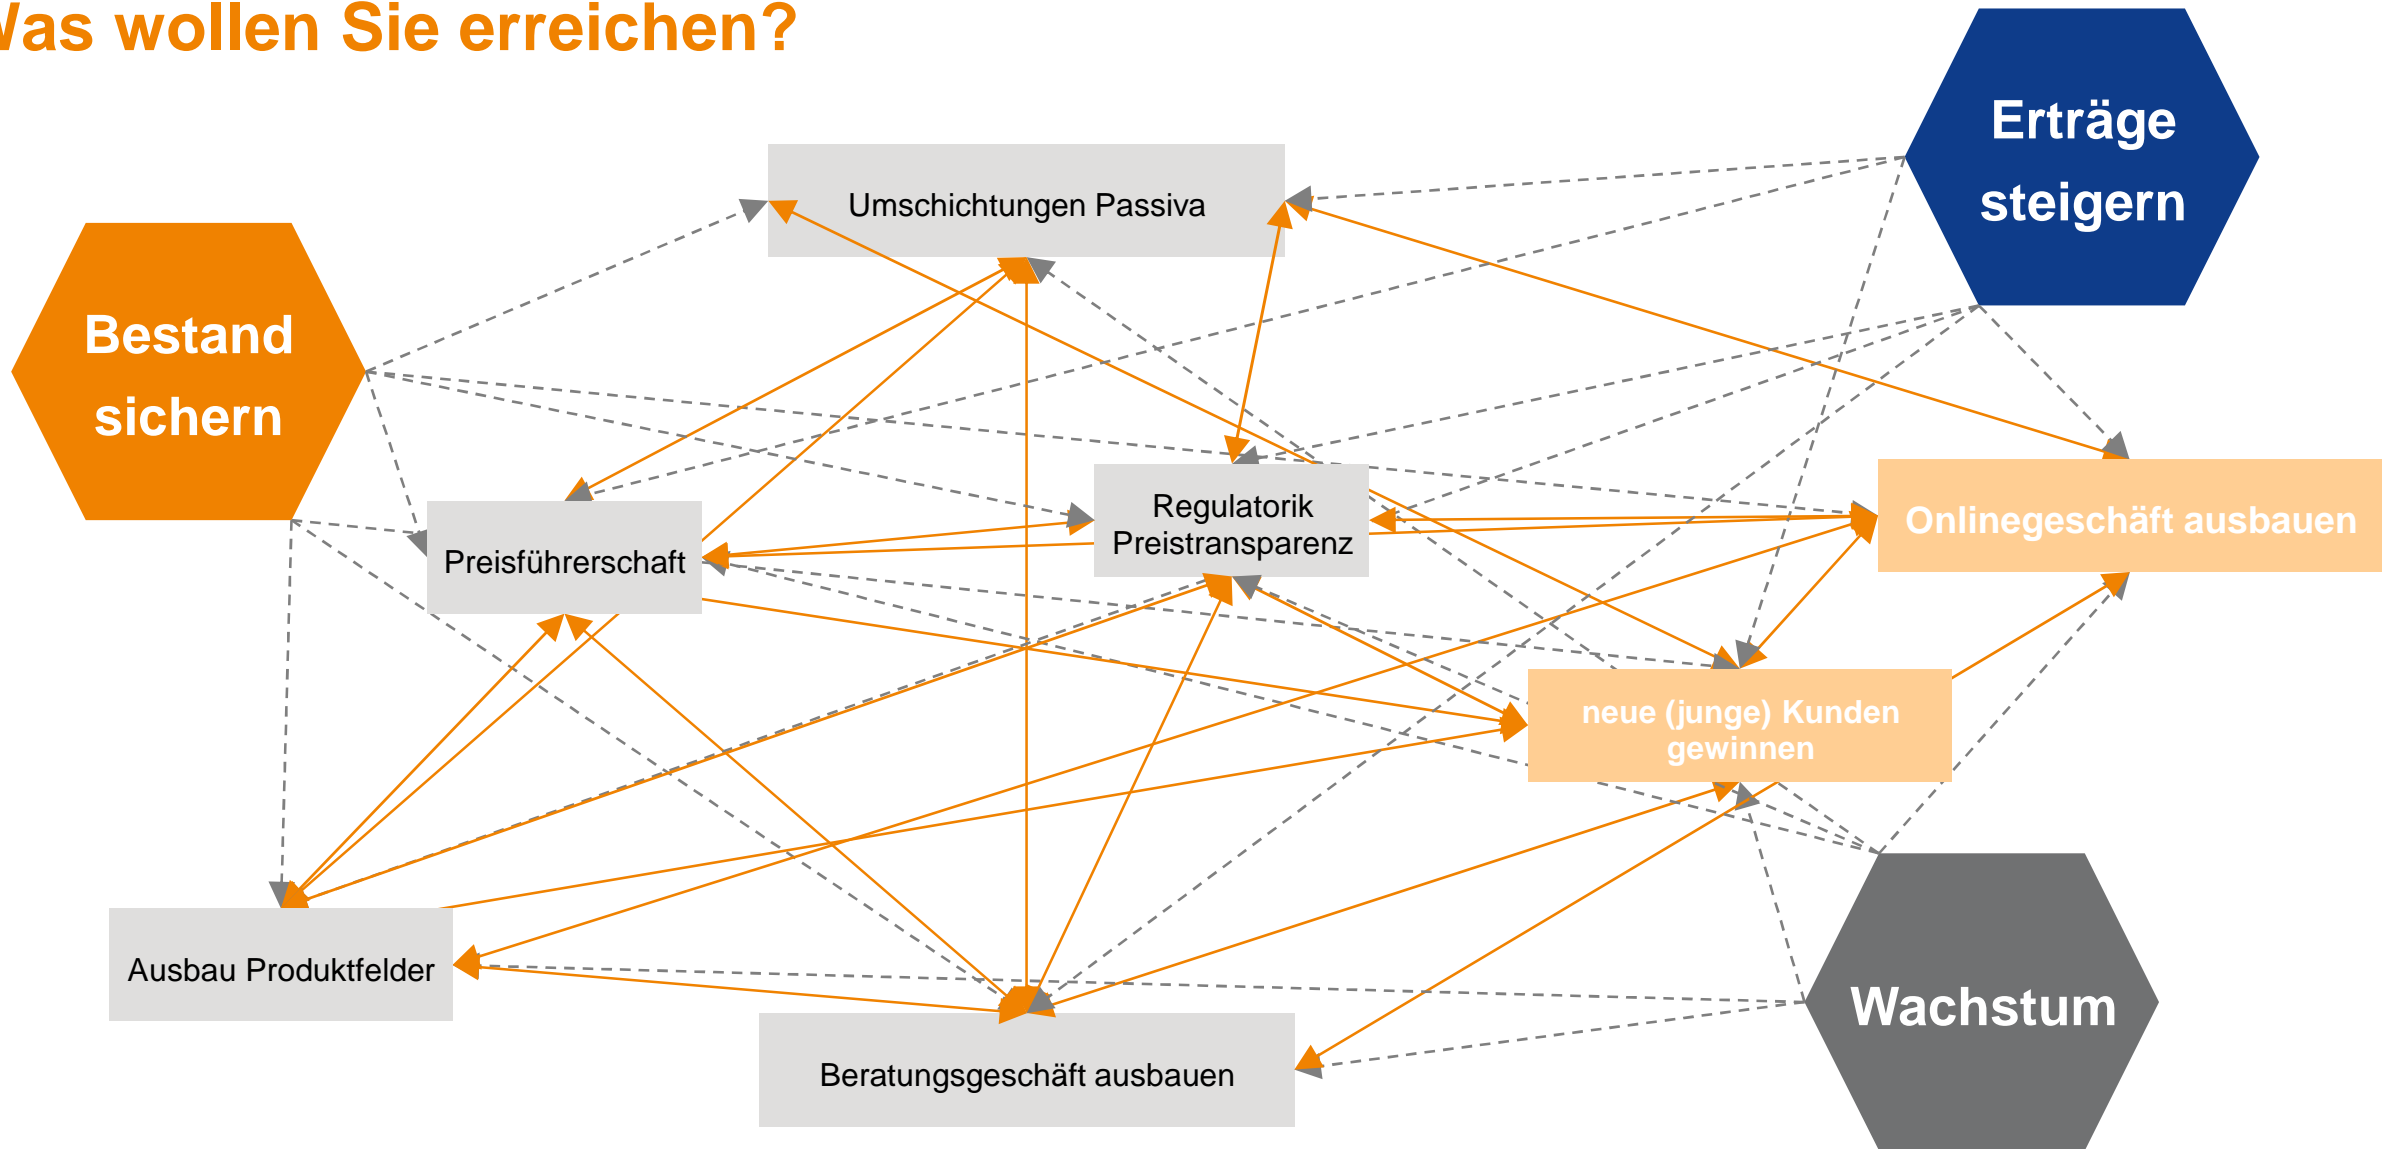 Was wollen Sie erreichen?
Erträge
steigern
Umschichtungen Passiva
Bestand
sichern
Regulatorik
Preistransparenz
Onlinegeschäft ausbauen
Preisführerschaft
neue (junge) Kunden
gewinnen
Ausbau Produktfelder
Wachstum
Beratungsgeschäft ausbauen